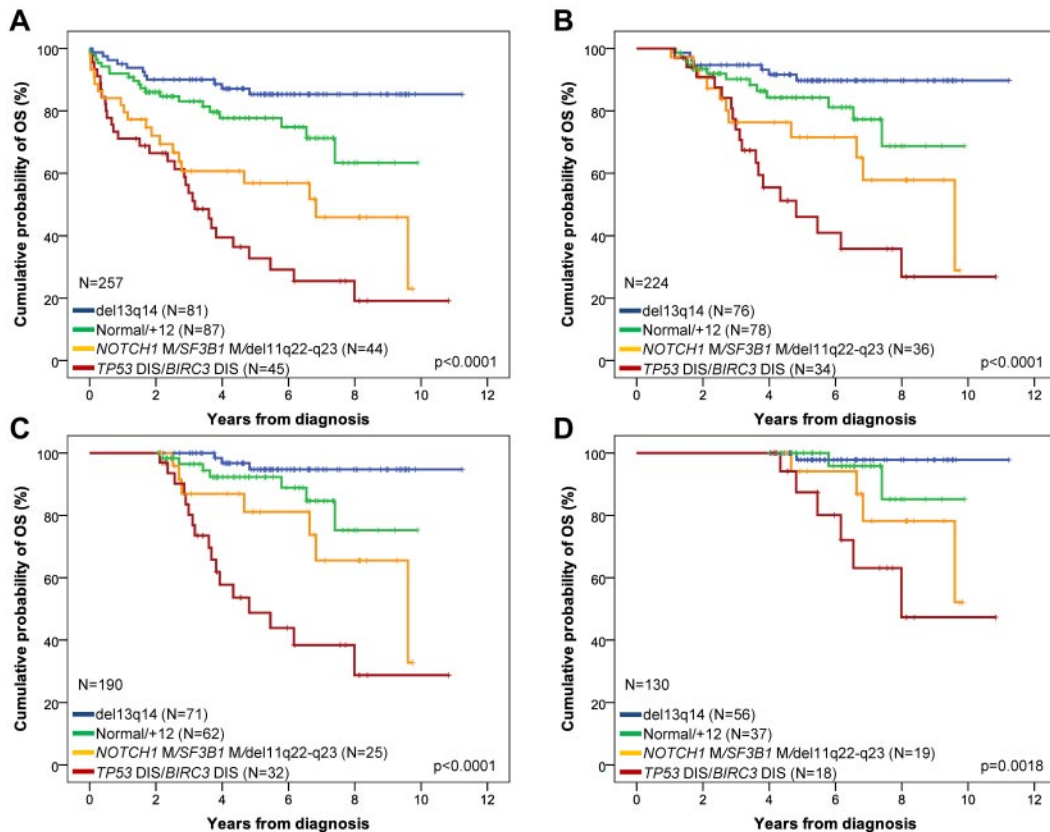 A
Cumulative probability of OS (%)
100
80
60
40
20
0
N=257
del13q14 (N=81)
Normal/+12 (N=87)
NOTCH1 M/SF3B1 M/del11q22-q23 (N=44)
TP53 DIS/BIRC3 DIS (N=45)
p<0.0001
0 2 4 6 8 10 12
Years from diagnosis
B
Cumulative probability of OS (%)
100
80
60
40
20
0
N=224
del13q14 (N=76)
Normal/+12 (N=78)
NOTCH1 M/SF3B1 M/del11q22-q23 (N=36)
TP53 DIS/BIRC3 DIS (N=34)
p<0.0001
0 2 4 6 8 10 12
Years from diagnosis
C
Cumulative probability of OS (%)
100
80
60
40
20
0
N=190
del13q14 (N=71)
Normal/+12 (N=62)
NOTCH1 M/SF3B1 M/del11q22-q23 (N=25)
TP53 DIS/BIRC3 DIS (N=32)
p<0.0001
0 2 4 6 8 10 12
Years from diagnosis
D
Cumulative probability of OS (%)
100
80
60
40
20
0
N=130
del13q14 (N=56)
Normal/+12 (N=37)
NOTCH1 M/SF3B1 M/del11q22-q23 (N=19)
TP53 DIS/BIRC3 DIS (N=18)
p=0.0018
0 2 4 6 8 10 12
Years from diagnosis